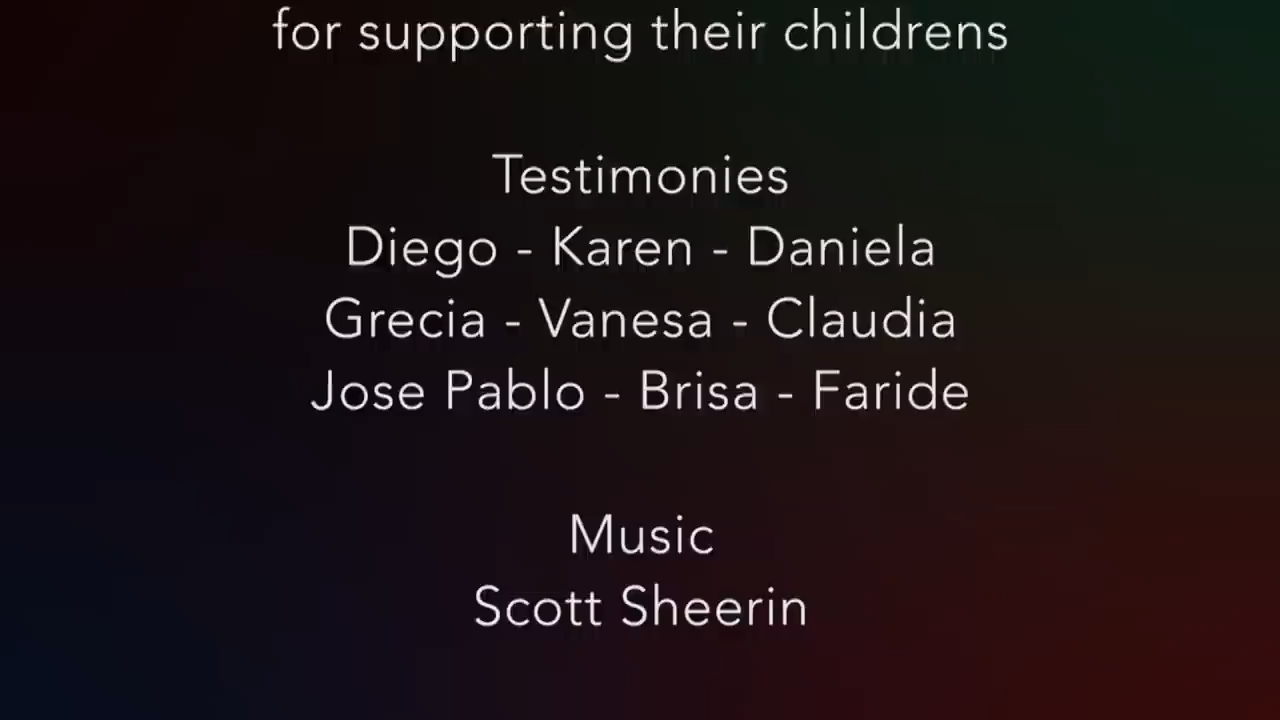 for supporting their childrens
Testimonies
Diego - Karen - Daniela
Grecia - Vanesa - Claudia
Jose Pablo - Brisa - Faride
Music
Scott Sheerin